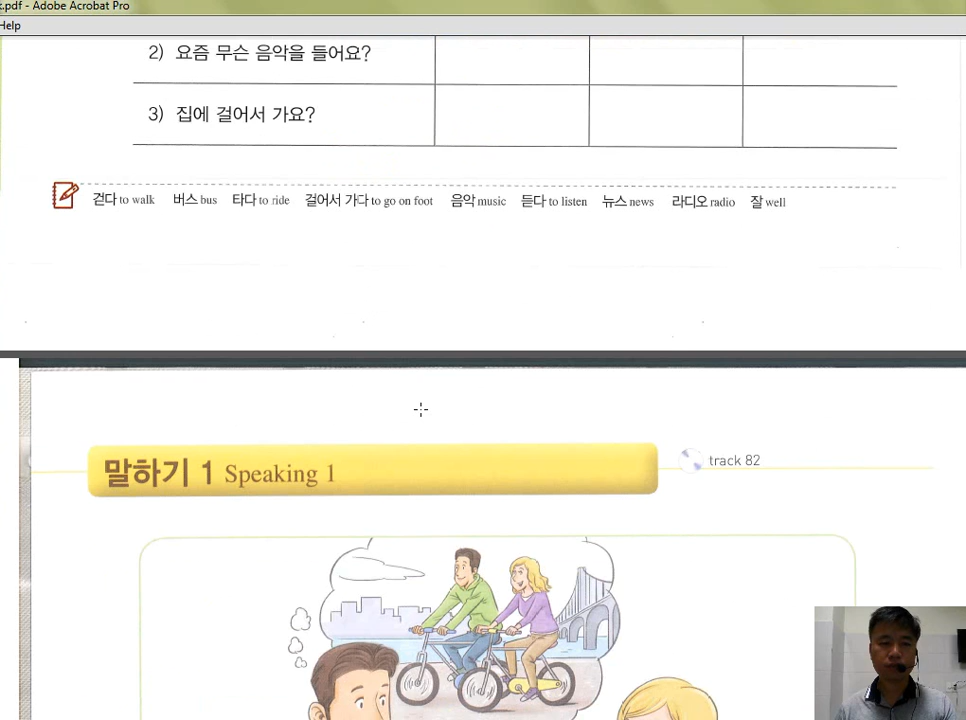 k.pdf - Adobe Acrobat Pro
Help
2) 요즘 무슨 음악을 들어요?
3) 집에 걸어서 가요?
걷다 to walk 버스 bus 타다 to ride 걸어서 가다 to go on foot 음악 music 듣다 to listen 뉴스 news 라디오 radio 잘 well
말하기 1 Speaking 1
track 82